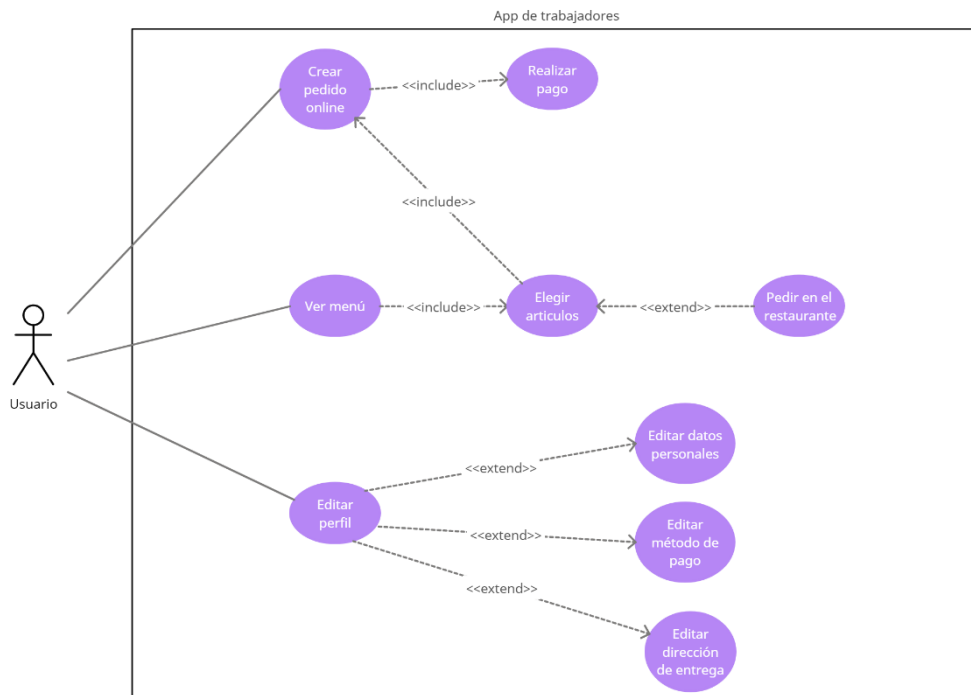 App de trabajadores
Crear
pedido
online
<<include>>
Realizar
pago
<<include>>
Ver menú
<<include>>
Elegir
articulos
<<extend>>
Pedir en el
restaurante
Usuario
Editar datos
personales
<<extend>>
Editar
perfil
<<extend>>
Editar
método de
pago
<<extend>>
Editar
dirección
de entrega